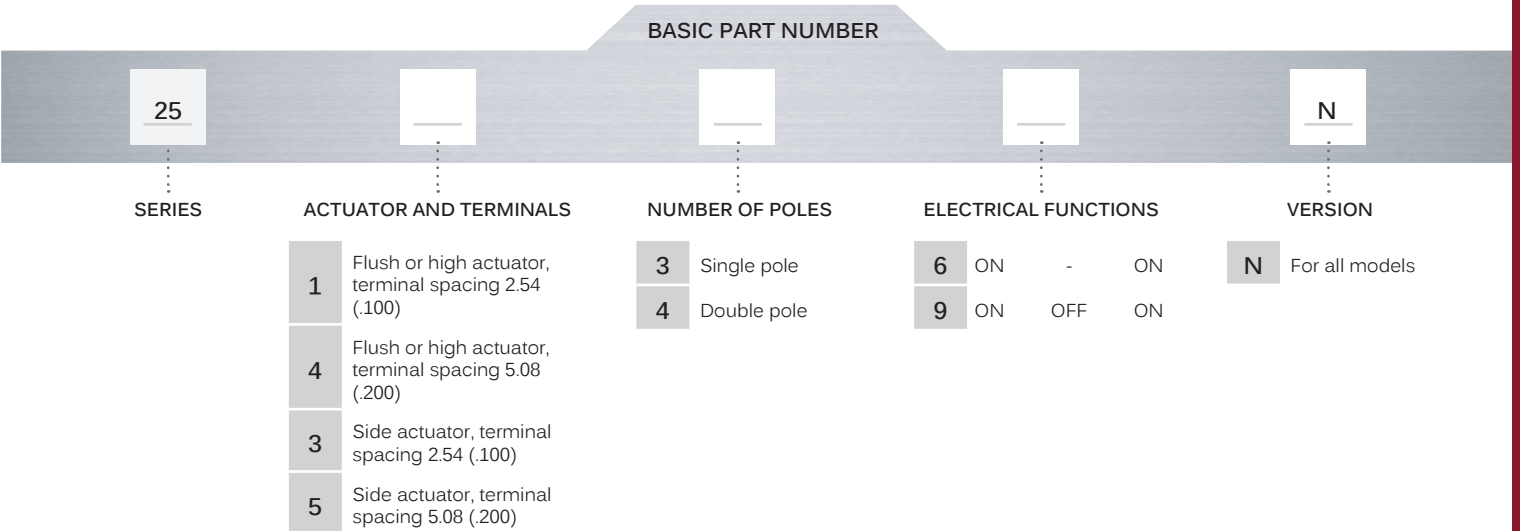 BASIC PART NUMBER
25
N
SERIES
ACTUATOR AND TERMINALS
1
Flush or high actuator,
terminal spacing 2.54
(.100)
4
Flush or high actuator,
terminal spacing 5.08
(.200)
3
Side actuator, terminal
spacing 2.54 (.100)
5
Side actuator, terminal
spacing 5.08 (.200)
NUMBER OF POLES
3 Single pole
4 Double pole
ELECTRICAL FUNCTIONS
6 ON - ON
9 ON OFF ON
VERSION
N For all models